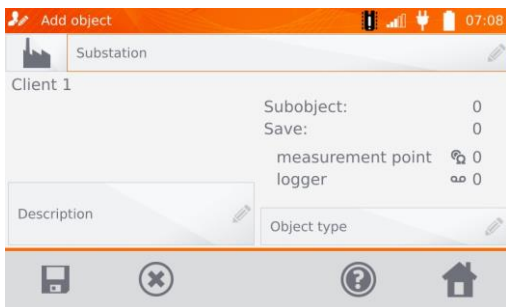 Add object
07:08
Substation
Client 1
Subobject: 0
Save: 0
measurement point 0
logger 0
Description
Object type
?